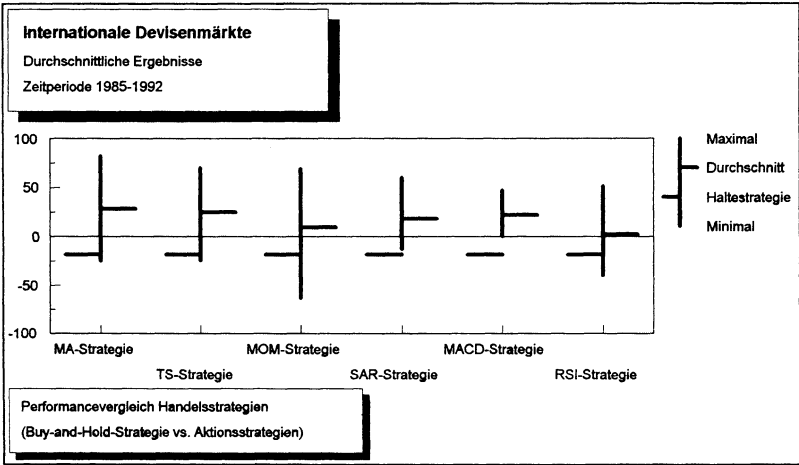 Internationale Devisenmärkte
Durchschnittliche Ergebnisse
Zeitperiode 1985-1992
100
50
0
-50
-100
Maximal
Durchschnitt
Haltestrategie
Minimal
MA-Strategie
TS-Strategie
MOM-Strategie
SAR-Strategie
MACD-Strategie
RSI-Strategie
Performancevergleich Handelsstrategien
(Buy-and-Hold-Strategie vs. Aktionsstrategien)